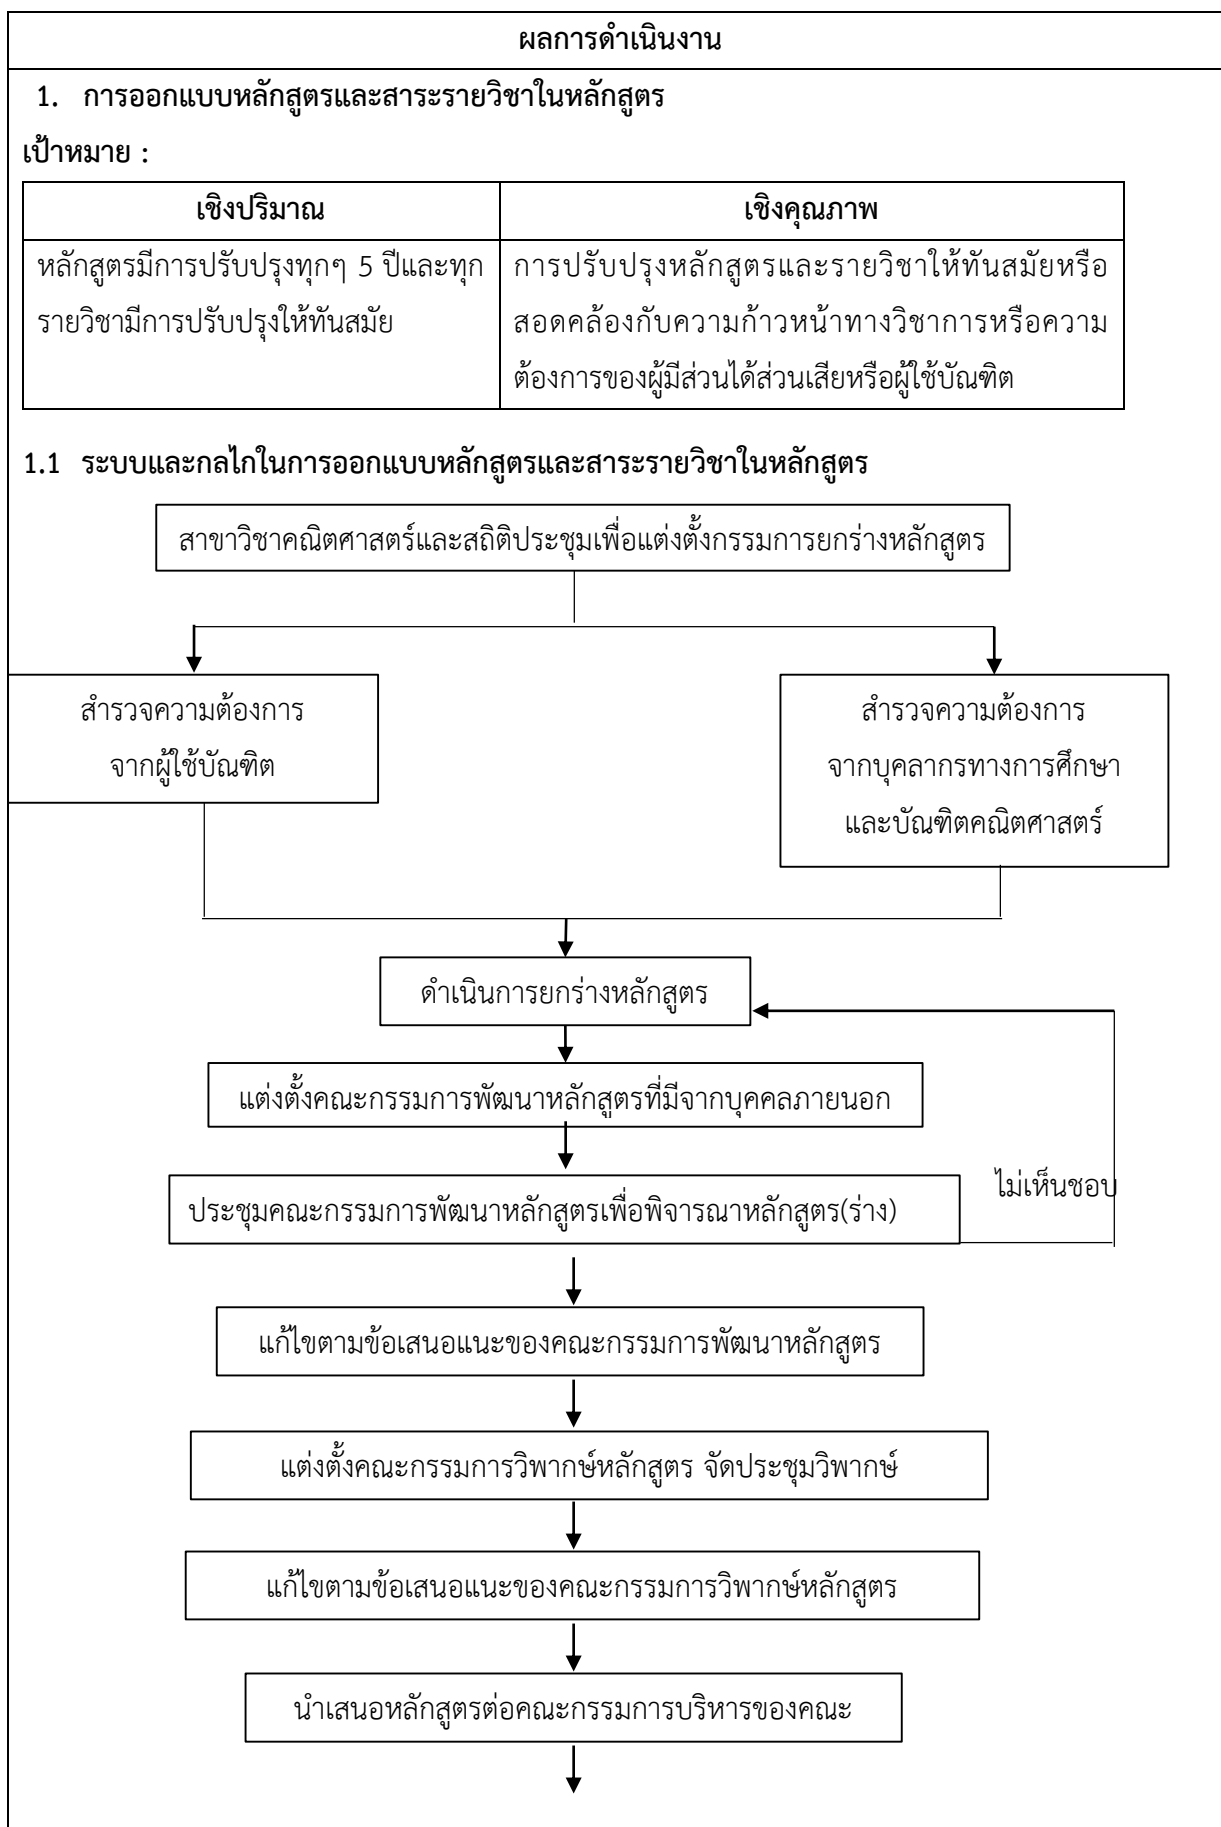 ผลการดำเนินงาน
1. การออกแบบหลักสูตรและสาระรายวิชาในหลักสูตร
เป้าหมาย :
เชิงปริมาณ
เชิงคุณภาพ
หลักสูตรมีการปรับปรุงทุกๆ 5 ปีและทุก
รายวิชามีการปรับปรุงให้ทันสมัย
การปรับปรุงหลักสูตรและรายวิชาให้ทันสมัยหรือ
สอดคล้องกับความก้าวหน้าทางวิชาการหรือความ
ต้องการของผู้มีส่วนได้ส่วนเสียหรือผู้ใช้บัณฑิต
1.1 ระบบและกลไกในการออกแบบหลักสูตรและสาระรายวิชาในหลักสูตร
สาขาวิชาคณิตศาสตร์และสถิติประชุมเพื่อแต่งตั้งกรรมการยกร่างหลักสูตร
สำรวจความต้องการ
จากผู้ใช้บัณฑิต
สำรวจความต้องการ
จากบุคลากรทางการศึกษา
และบัณฑิตคณิตศาสตร์
ดำเนินการยกร่างหลักสูตร
แต่งตั้งคณะกรรมการพัฒนาหลักสูตรที่มีจากบุคคลภายนอก
ไม่เห็นชอบ
ประชุมคณะกรรมการพัฒนาหลักสูตรเพื่อพิจารณาหลักสูตร(ร่าง)
แก้ไขตามข้อเสนอแนะของคณะกรรมการพัฒนาหลักสูตร
แต่งตั้งคณะกรรมการวิพากษ์หลักสูตร จัดประชุมวิพากษ์
แก้ไขตามข้อเสนอแนะของคณะกรรมการวิพากษ์หลักสูตร
นำเสนอหลักสูตรต่อคณะกรรมการบริหารของคณะ